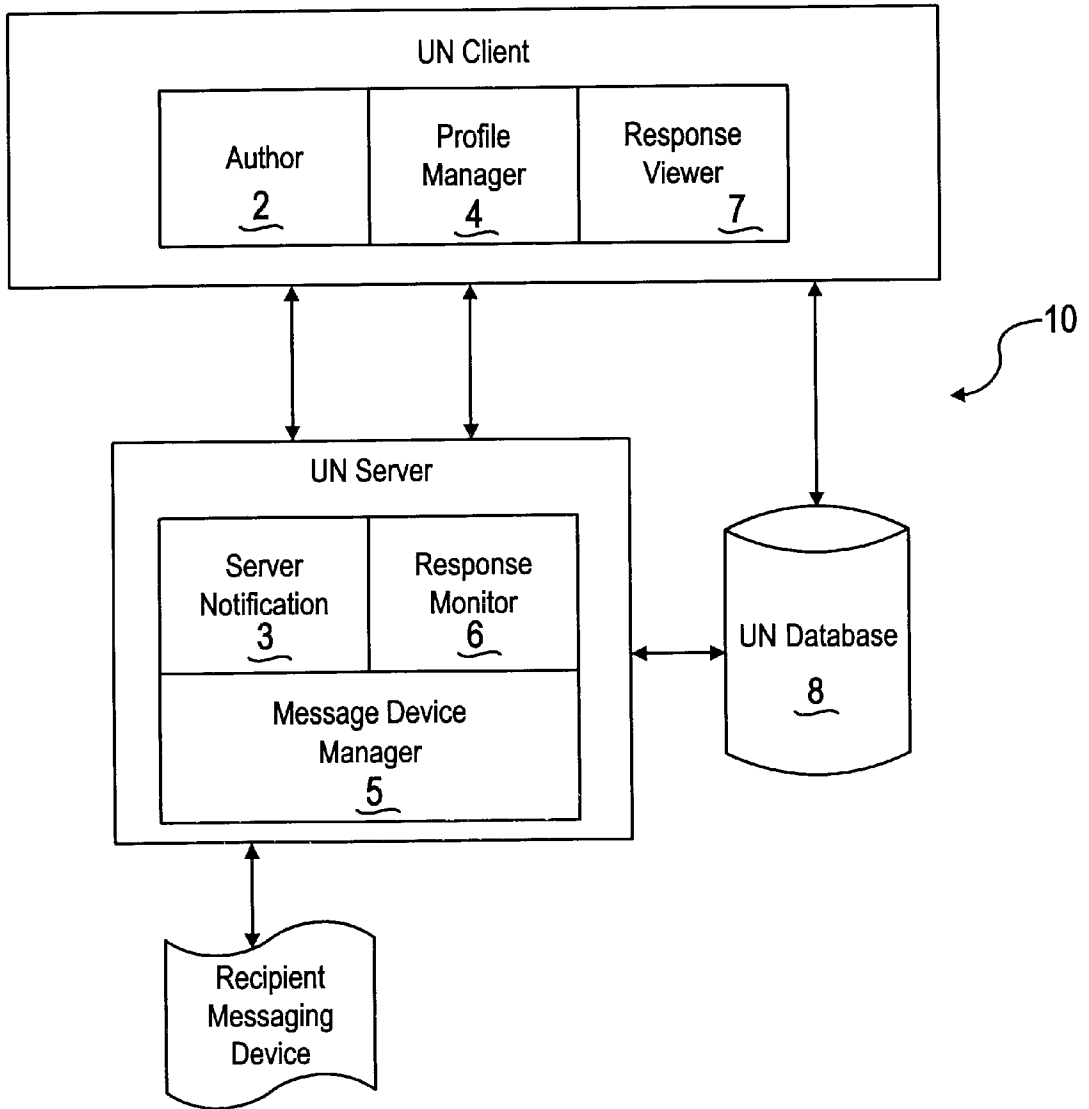 UN Client
Author
2
Profile
Manager
4
Response
Viewer
7
10
UN Server
Server
Notification
3
Response
Monitor
6
Message Device
Manager
5
UN Database
8
Recipient
Messaging
Device